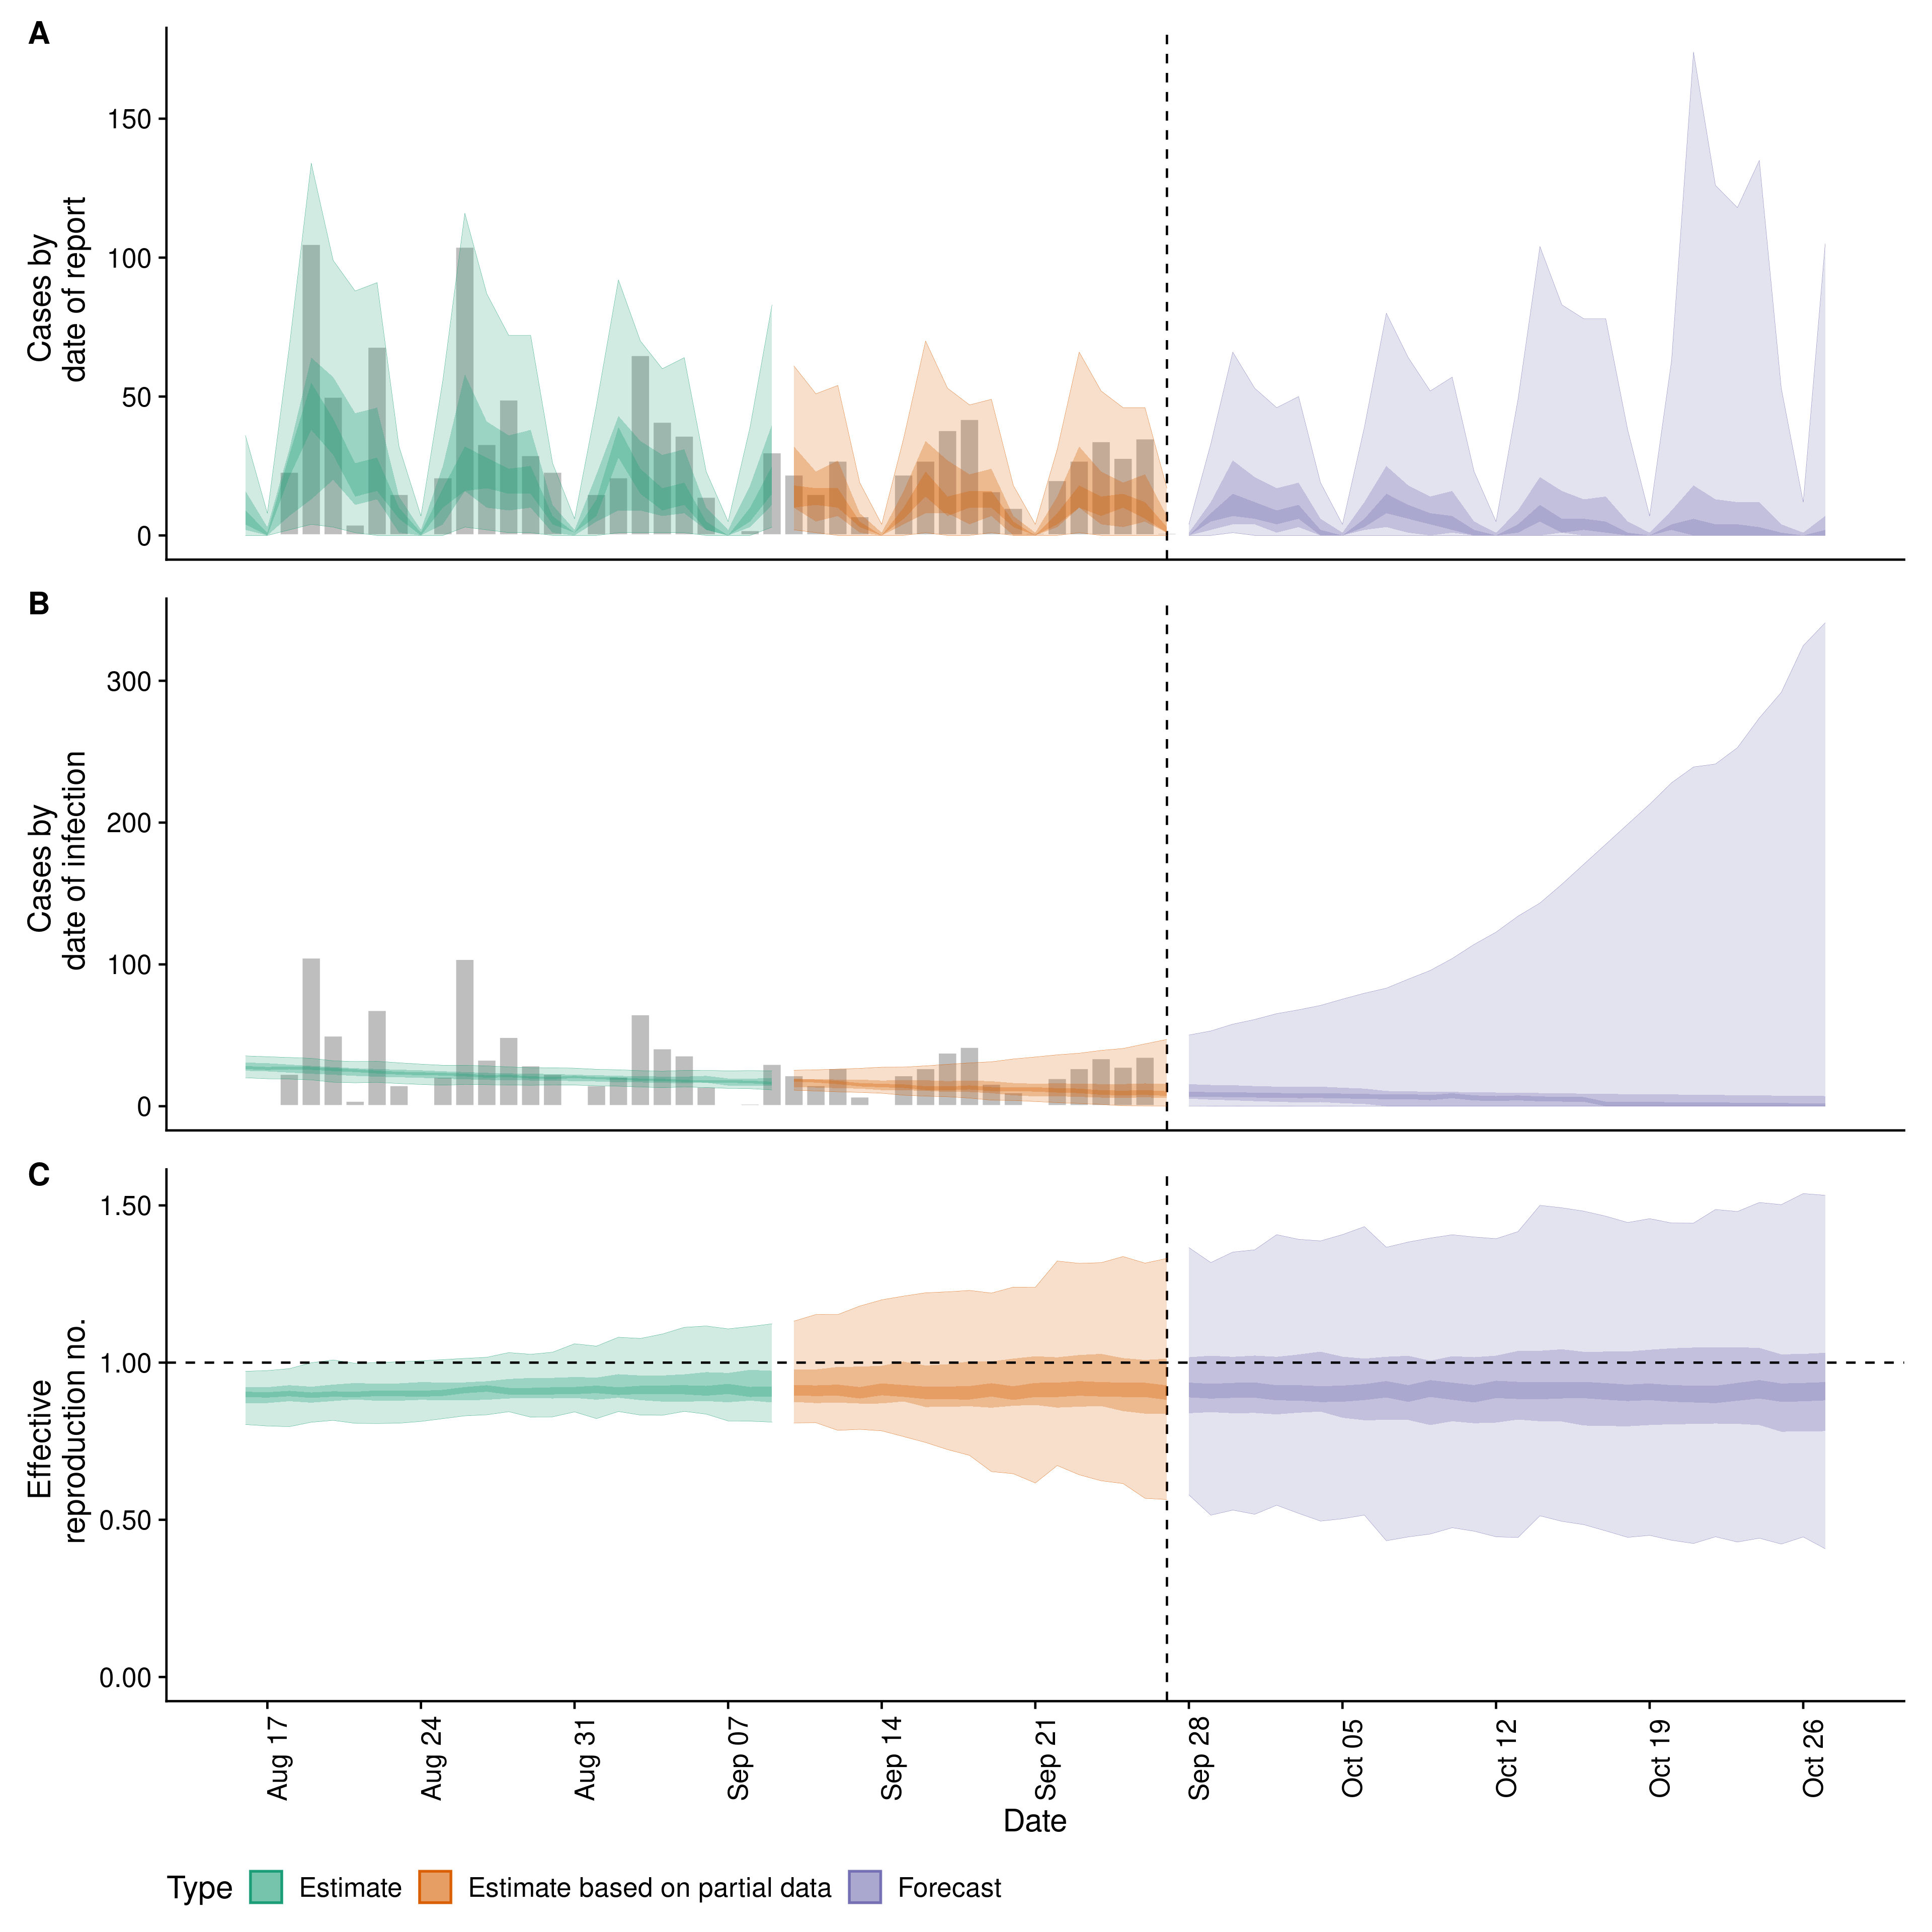 A
Cases by
date of report
150
100
50
0
B
Cases by
date of infection
300
200
100
0
C
Effective
reproduction no.
1.50
1.00
0.50
0.00
Aug 17
Aug 24
Aug 31
Sep 07
Sep 14
Sep 21
Sep 28
Oct 05
Oct 12
Oct 19
Oct 26
Date
Type
Estimate
Estimate based on partial data
Forecast